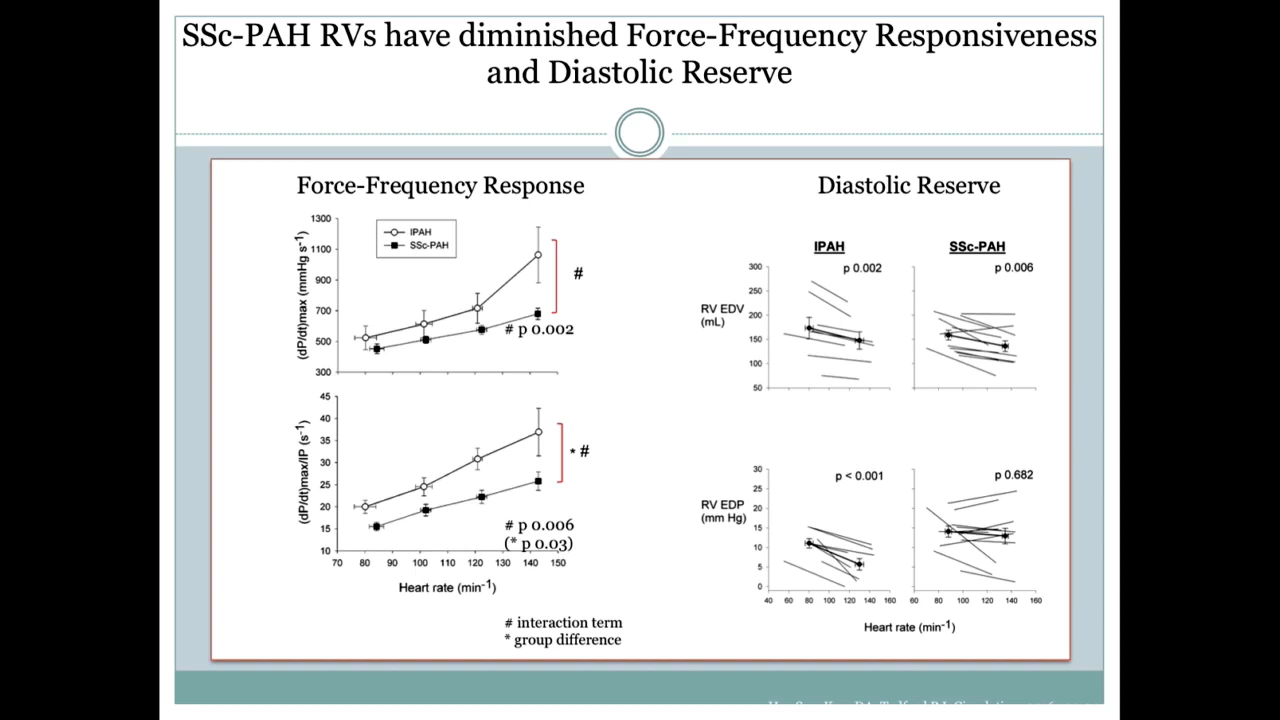 SSc-PAH RVs have diminished Force-Frequency Responsiveness
and Diastolic Reserve
Force-Frequency Response
(dP/dt)max (mmHg s-1)
1300
1100
900
700
500
300
IPAH
SSc-PAH
#
# p 0.002
(dP/dt)max/IP (s-1)
45
40
35
30
25
20
15
10
* #
# p 0.006
(* p 0.03)
70 80 90 100 110 120 130 140 150
Heart rate (min-1)
# interaction term
* group difference
Diastolic Reserve
IPAH
SSc-PAH
p 0.002
p 0.006
RV EDV
(mL)
300
250
200
150
100
50
p < 0.001
p 0.682
RV EDP
(mm Hg)
30
25
20
15
10
5
0
40 60 80 100 120 140 160
60 80 100 120 140 160
Heart rate (min-1)